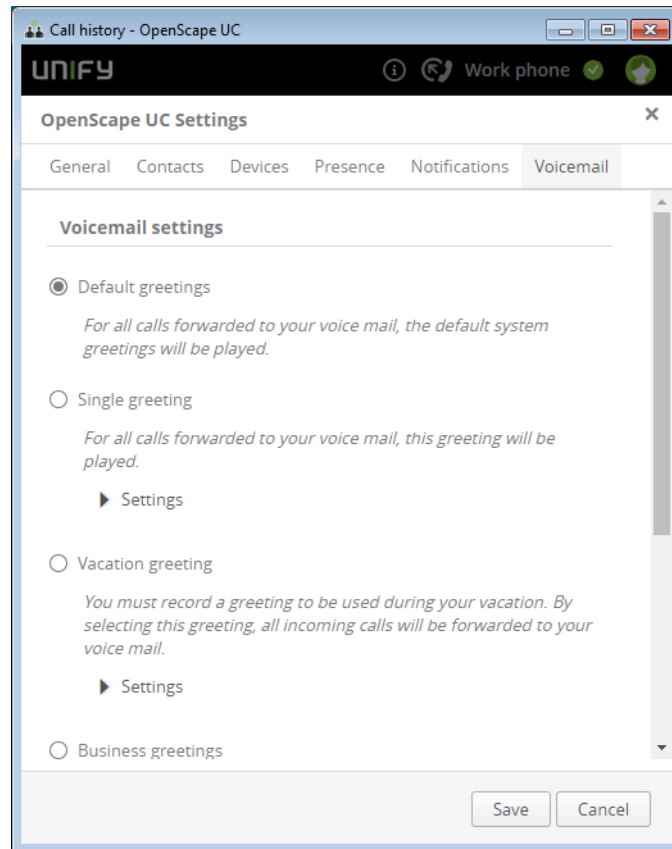 Call history - OpenScape UC
UNIFY
Work phone
OpenScape UC Settings
General Contacts Devices Presence Notifications Voicemail
Voicemail settings
Default greetings
For all calls forwarded to your voice mail, the default system
greetings will be played.
Single greeting
For all calls forwarded to your voice mail, this greeting will be
played.
Settings
Vacation greeting
You must record a greeting to be used during your vacation. By
selecting this greeting, all incoming calls will be forwarded to your
voice mail.
Settings
Business greetings
Save Cancel